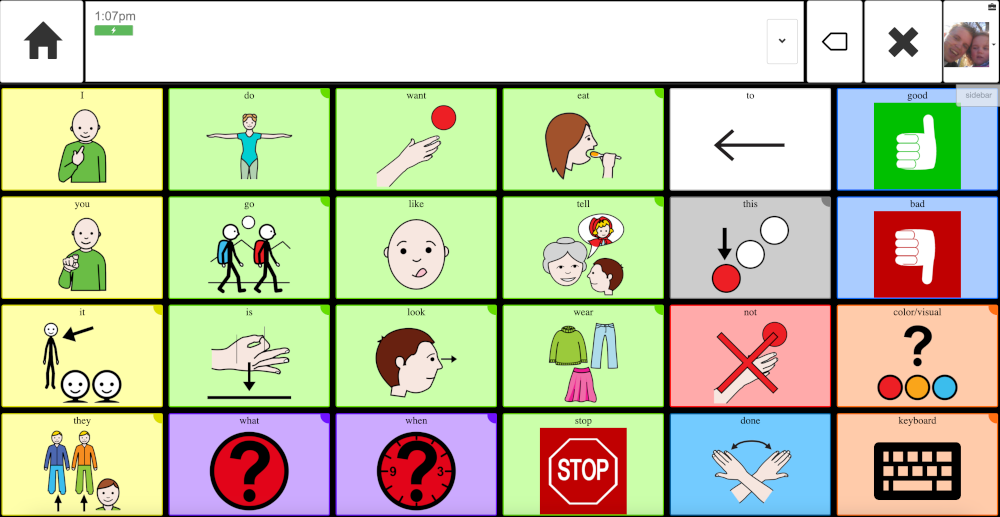 1:07pm
sidebar
I
do
want
eat
to
good
you
go
like
tell
this
bad
it
is
look
wear
not
color/visual
?
they
what
when
stop
done
keyboard
?
9 ? 3
STOP